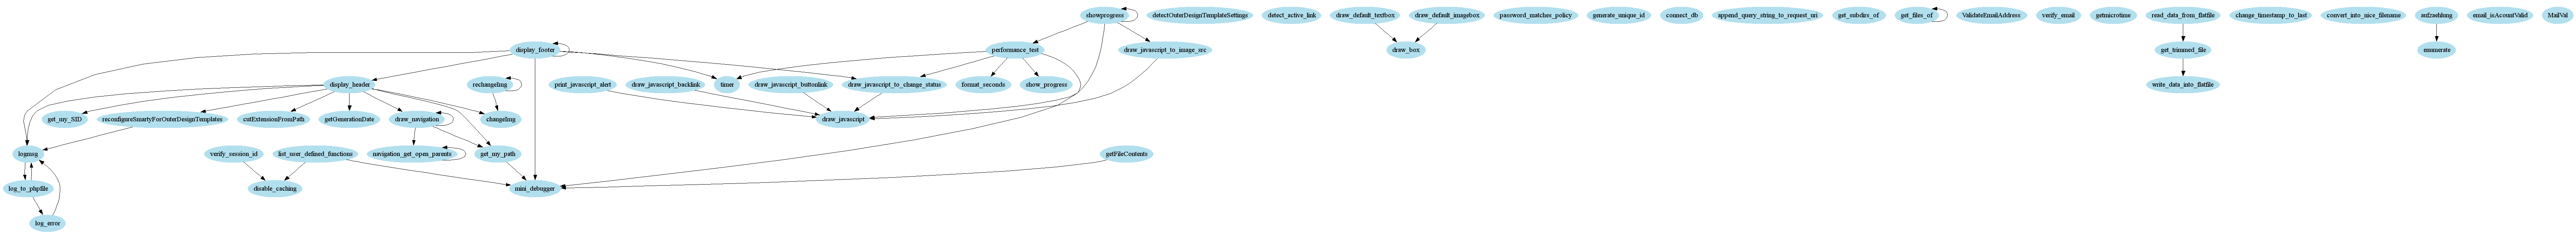 showprogress
detectOuterDesignTemplateSettings
detect_active_link
draw_default_textbox
draw_default_imagebox
password_matches_policy
generate_unique_id
connect_db
append_query_string_to_request_uri
get_subdirs_of
get_files_of
ValidateEmailAddress
verify_email
getmicrotime
read_data_from_flatfile
change_timestamp_to_last
convert_into_nice_filename
aufzaehlung
email_isAccountValid
MailVal
display_footer
performance_test
draw_javascript_to_image_src
draw_box
get_trimmed_file
enumerate
display_header
rechangeImg
print_javascript_alert
draw_javascript_backlink
timer
draw_javascript_buttonlink
draw_javascript_to_change_status
format_seconds
show_progress
write_data_into_flatfile
get_my_SID
reconfigureSmartyForOuterDesignTemplates
cutExtensionFromPath
getGenerationDate
draw_navigation
changeImg
draw_javascript
logmsg
verify_session_id
list_user_defined_functions
navigation_get_open_parents
get_my_path
getFileContents
log_to_phpfile
disable_caching
mini_debugger
log_error